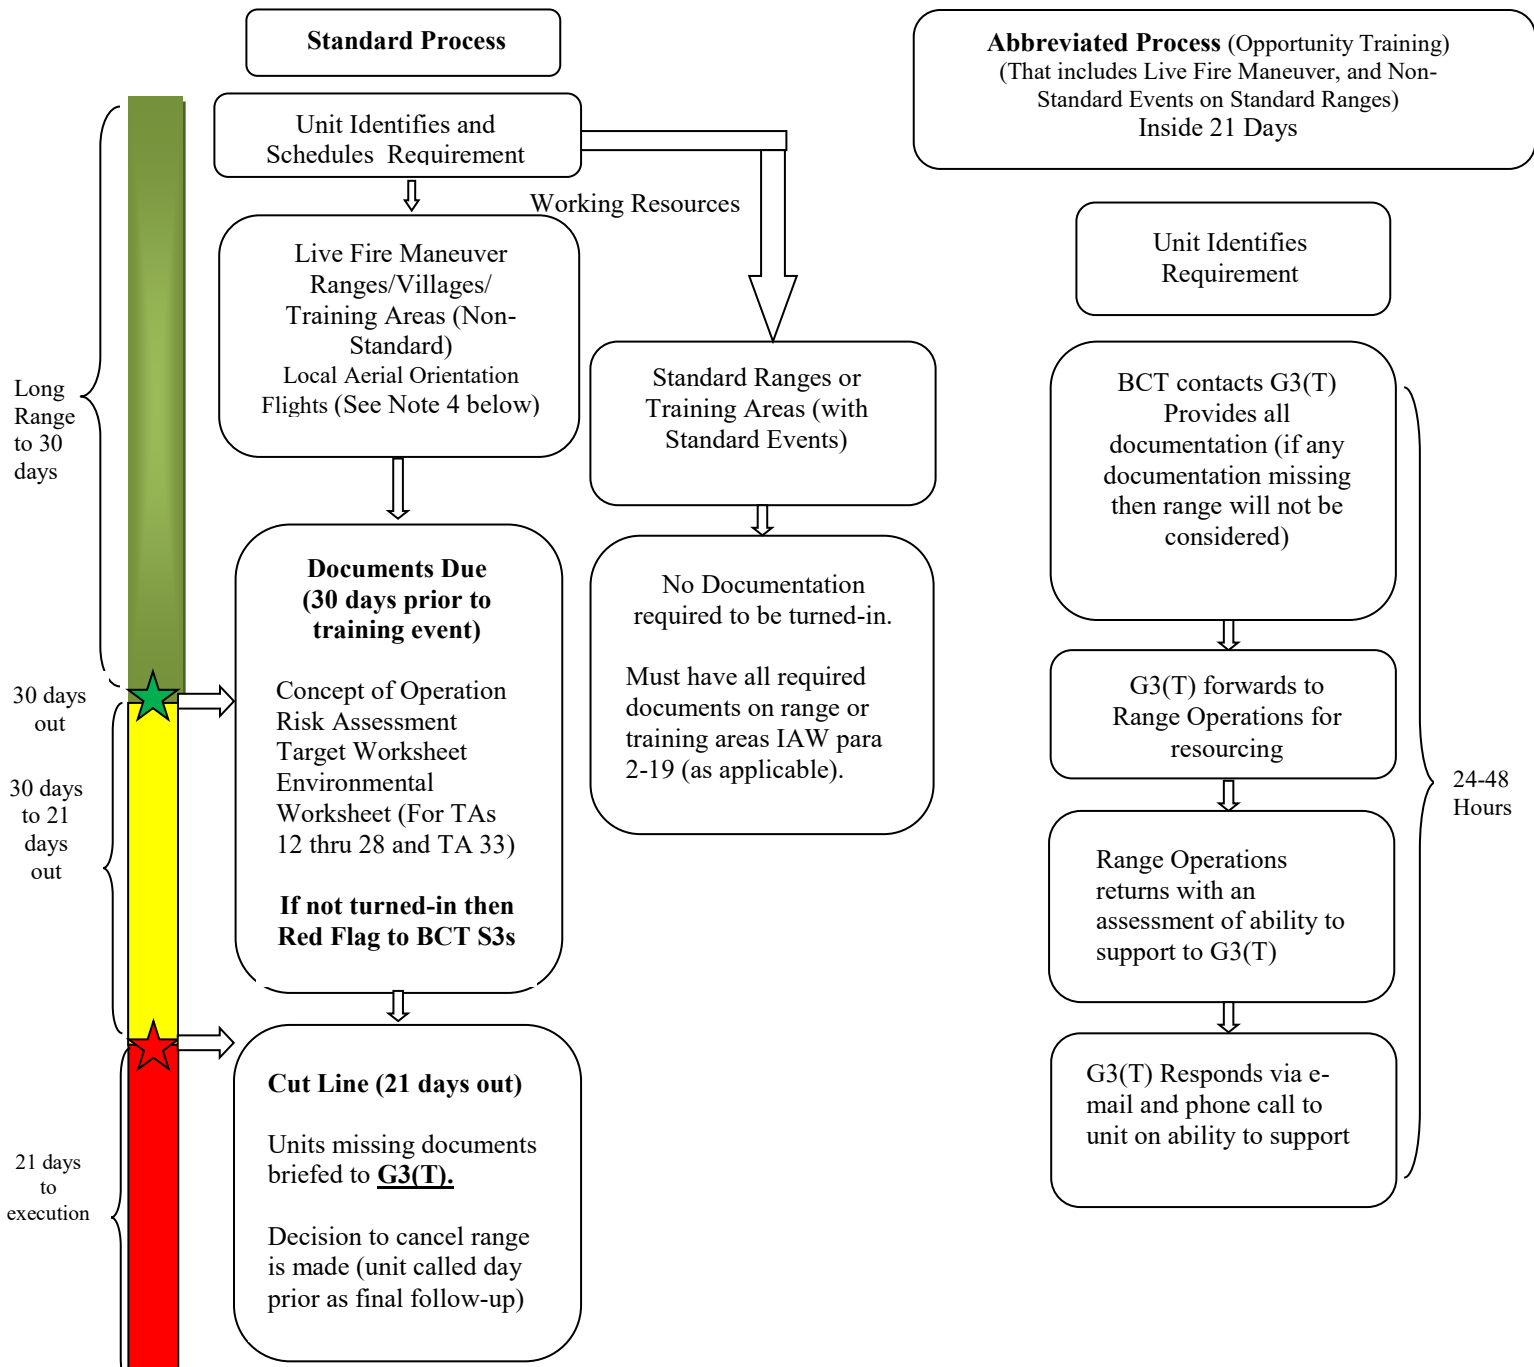 Standard Process
Unit Identifies and
Schedules Requirement
Working Resources
Live Fire Maneuver
Ranges/Villages/
Training Areas (Non-
Standard)
Local Aerial Orientation
Flights (See Note 4 below)
Standard Ranges or
Training Areas (with
Standard Events)
Documents Due
(30 days prior to
training event)
Concept of Operation
Risk Assessment
Target Worksheet
Environmental
Worksheet (For TAs
12 thru 28 and TA 33)
If not turned-in then
Red Flag to BCT S3s
No Documentation
required to be turned-in.
Must have all required
documents on range or
training areas IAW para
2-19 (as applicable).
Cut Line (21 days out)
Units missing documents
briefed to G3(T).
Decision to cancel range
is made (unit called day
prior as final follow-up)
Long
Range
to 30
days
30 days
out
30 days
to 21
days
out
21 days
to
execution
Abbreviated Process (Opportunity Training)
(That includes Live Fire Maneuver, and Non-
Standard Events on Standard Ranges)
Inside 21 Days
Unit Identifies
Requirement
BCT contacts G3(T)
Provides all
documentation (if any
documentation missing
then range will not be
considered)
G3(T) forwards to
Range Operations for
resourcing
Range Operations
returns with an
assessment of ability to
support to G3(T)
G3(T) Responds via e-
mail and phone call to
unit on ability to support
24-48
Hours